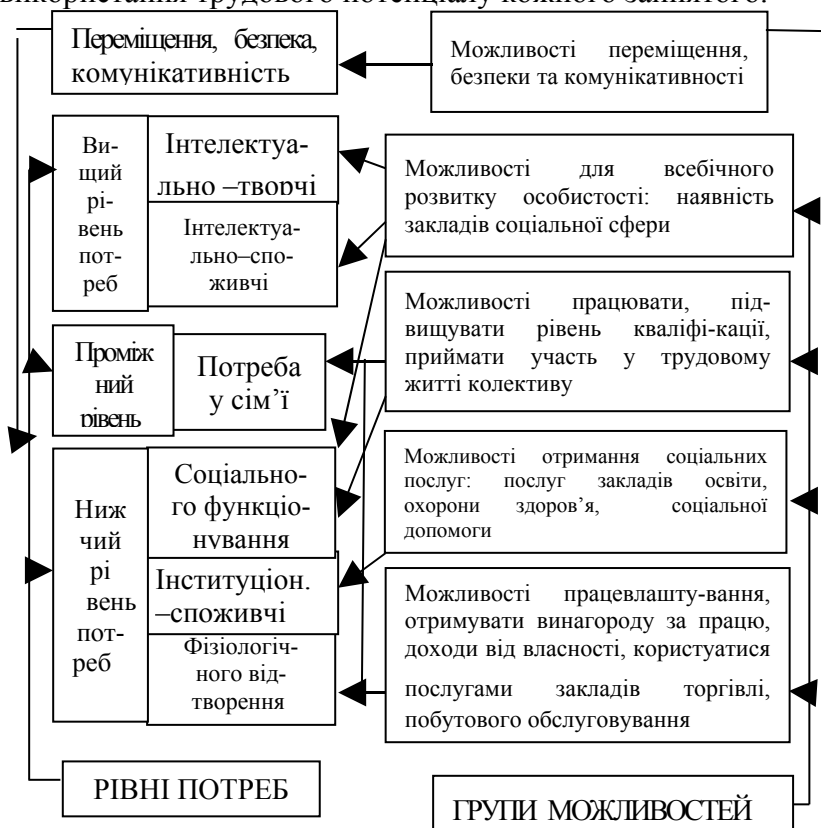 використання трудового потенціалу кожного зайнятого.
Переміщення, безпека,
комунікативність
Можливості переміщення,
безпеки та комунікативності
Ви-
щий
рі-
вень
пот-
реб
Інтелектуа-
льно –творчі
Інтелектуа-
льно–спо-
живчі
Можливості для всебічного
розвитку особистості: наявність
закладів соціальної сфери
Проміж
ний
рівень
Потреба
у сім’ї
Можливості працювати, під-
вищувати рівень кваліфі-кації,
приймати участь у трудовому
житті колективу
Ниж
чий
рі
вень
пот-
реб
Соціально-
го функціо-
нування
Інституціон.
–споживчі
Фізіологіч-
ного від-
творення
Можливості отримання соціальних
послуг: послуг закладів освіти,
охорони здоров’я, соціальної
допомоги
Можливості працевлашту-вання,
отримувати винагороду за працю,
доходи від власності, користуатися
послугами закладів торгівлі,
побутового обслуговування
РІВНІ ПОТРЕБ
ГРУПИ МОЖЛИВОСТЕЙ